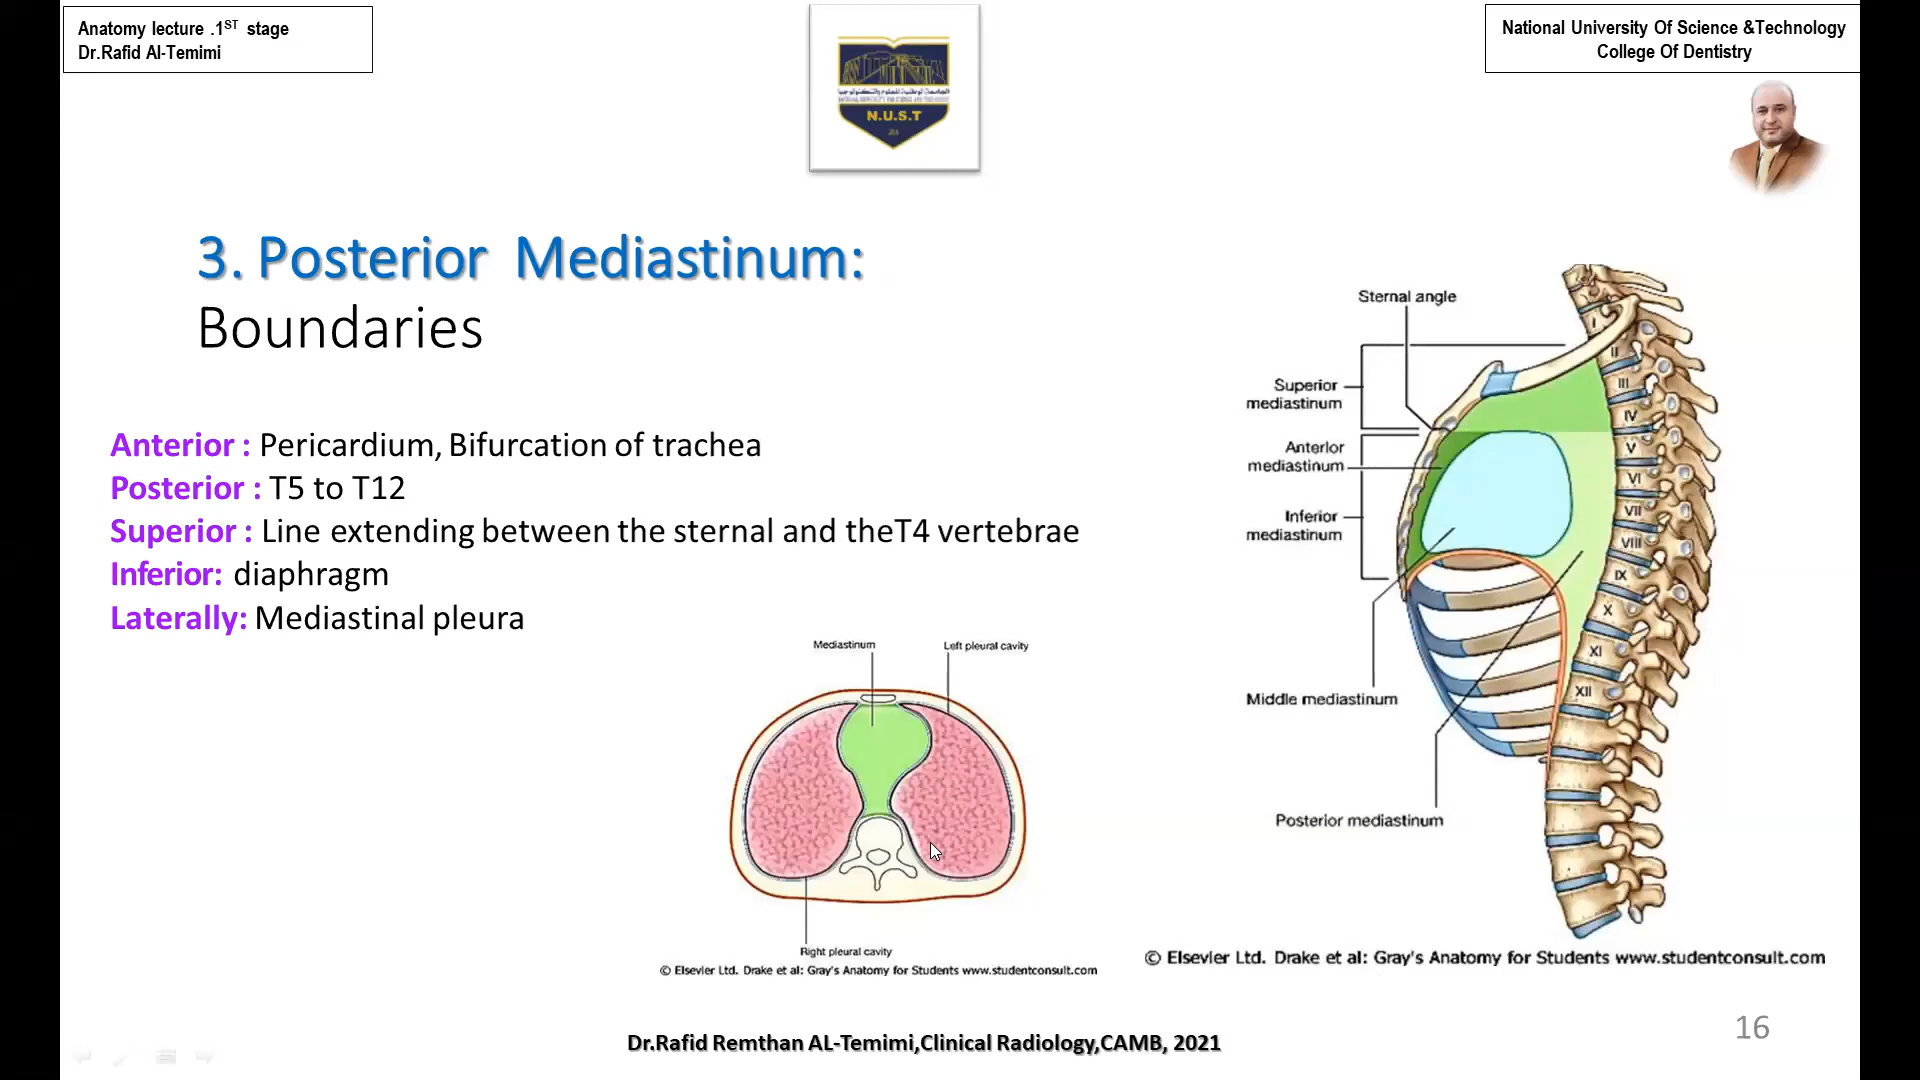 Anatomy lecture .1ST stage
Dr.Rafid Al-Temimi
National University Of Science &Technology
College Of Dentistry
N.U.S.T
3. Posterior Mediastinum:
Boundaries
Anterior : Pericardium, Bifurcation of trachea
Posterior : T5 to T12
Superior : Line extending between the sternal and theT4 vertebrae
Inferior: diaphragm
Laterally: Mediastinal pleura
Mediastinum
Left pleural cavity
Right pleural cavity
© Elsevier Ltd. Drake et al: Gray's Anatomy for Students www.studentconsult.com
Sternal angle
Superior
mediastinum
Anterior
mediastinum
Inferior
mediastinum
Middle mediastinum
Posterior mediastinum
I
II
III
IV
V
VI
VII
VIII
IX
X
XI
XII
© Elsevier Ltd. Drake et al: Gray's Anatomy for Students www.studentconsult.com
Dr.Rafid Remthan AL-Temimi,Clinical Radiology,CAMB, 2021
16